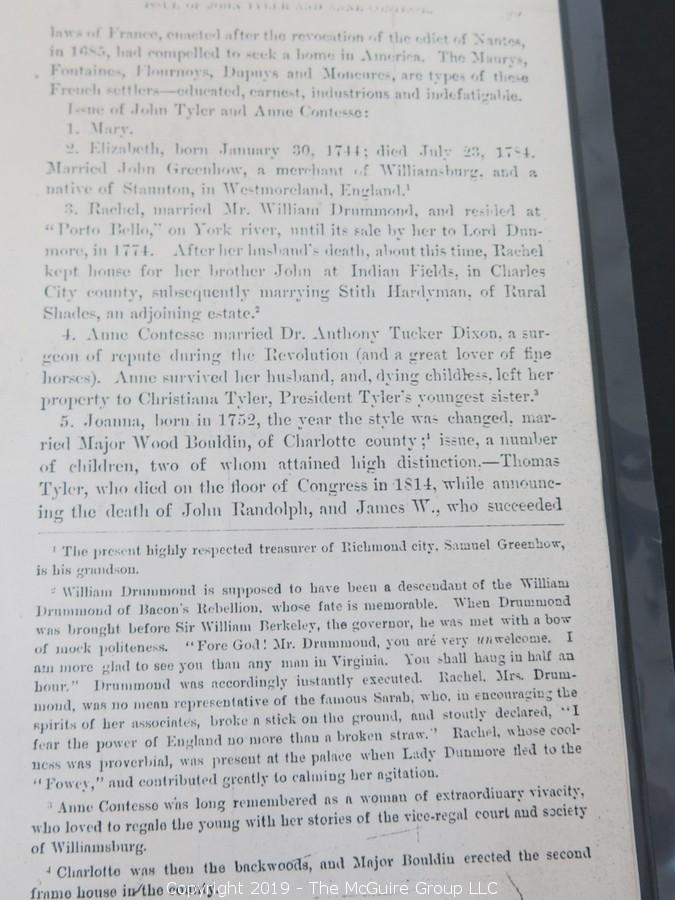 ISSUE OF JOHN TYLER AND ANNE CONTESSE.
laws of France, enacted after the revocation of the edict of Nantes,
in 1685, had compelled to seek a home in America. The Maurys,
Fontaines, Flournoys, Dupuys and Moncures, are types of these
French settlers—educated, earnest, industrious and indefatigable.
Issue of John Tyler and Anne Contesse:
1. Mary.
2. Elizabeth, born January 30, 1744; died July 23, 1784.
Married John Greenhow, a merchant of Williamsburg, and a
native of Staunton, in Westmoreland, England.¹
3. Rachel, married Mr. William Drummond, and resided at
"Porto Bello," on York river, until its sale by her to Lord Dun-
more, in 1774. After her husband's death, about this time, Rachel
kept house for her brother John at Indian Fields, in Charles
City county, subsequently marrying Stith Hardyman, of Rural
Shades, an adjoining estate.²
4. Anne Contesse married Dr. Anthony Tucker Dixon, a sur-
geon of repute during the Revolution (and a great lover of fine
horses). Anne survived her husband, and, dying childless, left her
property to Christiana Tyler, President Tyler's youngest sister.³
5. Joanna, born in 1752, the year the style was changed, mar-
ried Major Wood Bouldin, of Charlotte county;⁴ issue, a number
of children, two of whom attained high distinction.—Thomas
Tyler, who died on the floor of Congress in 1814, while announc-
ing the death of John Randolph, and James W., who succeeded
¹ The present highly respected treasurer of Richmond city, Samuel Greenhow,
is his grandson.
² William Drummond is supposed to have been a descendant of the William
Drummond of Bacon's Rebellion, whose fate is memorable. When Drummond
was brought before Sir William Berkeley, the governor, he was met with a bow
of mock politeness. "Fore God! Mr. Drummond, you are very unwelcome. I
am more glad to see you than any man in Virginia. You shall hang in half an
hour." Drummond was accordingly instantly executed. Rachel, Mrs. Drum-
mond, was no mean representative of the famous Sarah, who, in encouraging the
spirits of her associates, broke a stick on the ground, and stoutly declared, "I
fear the power of England no more than a broken straw." Rachel, whose cool-
ness was proverbial, was present at the palace when Lady Dunmore fled to the
"Fowey," and contributed greatly to calming her agitation.
³ Anne Contesse was long remembered as a woman of extraordinary vivacity,
who loved to regale the young with her stories of the vice-regal court and society
of Williamsburg.
⁴ Charlotte was then the backwoods, and Major Bouldin erected the second
frame house in the county.
Copyright 2019 - The McGuire Group LLC